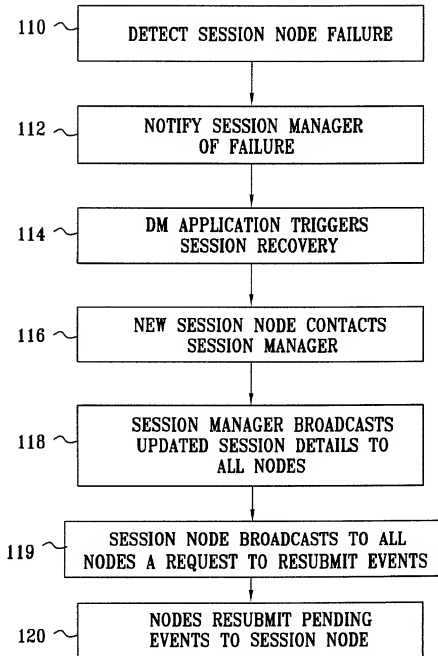 110
DETECT SESSION NODE FAILURE
112
NOTIFY SESSION MANAGER
OF FAILURE
114
DM APPLICATION TRIGGERS
SESSION RECOVERY
116
NEW SESSION NODE CONTACTS
SESSION MANAGER
118
SESSION MANAGER BROADCASTS
UPDATED SESSION DETAILS TO
ALL NODES
119
SESSION NODE BROADCASTS TO ALL
NODES A REQUEST TO RESUBMIT EVENTS
120
NODES RESUBMIT PENDING
EVENTS TO SESSION NODE